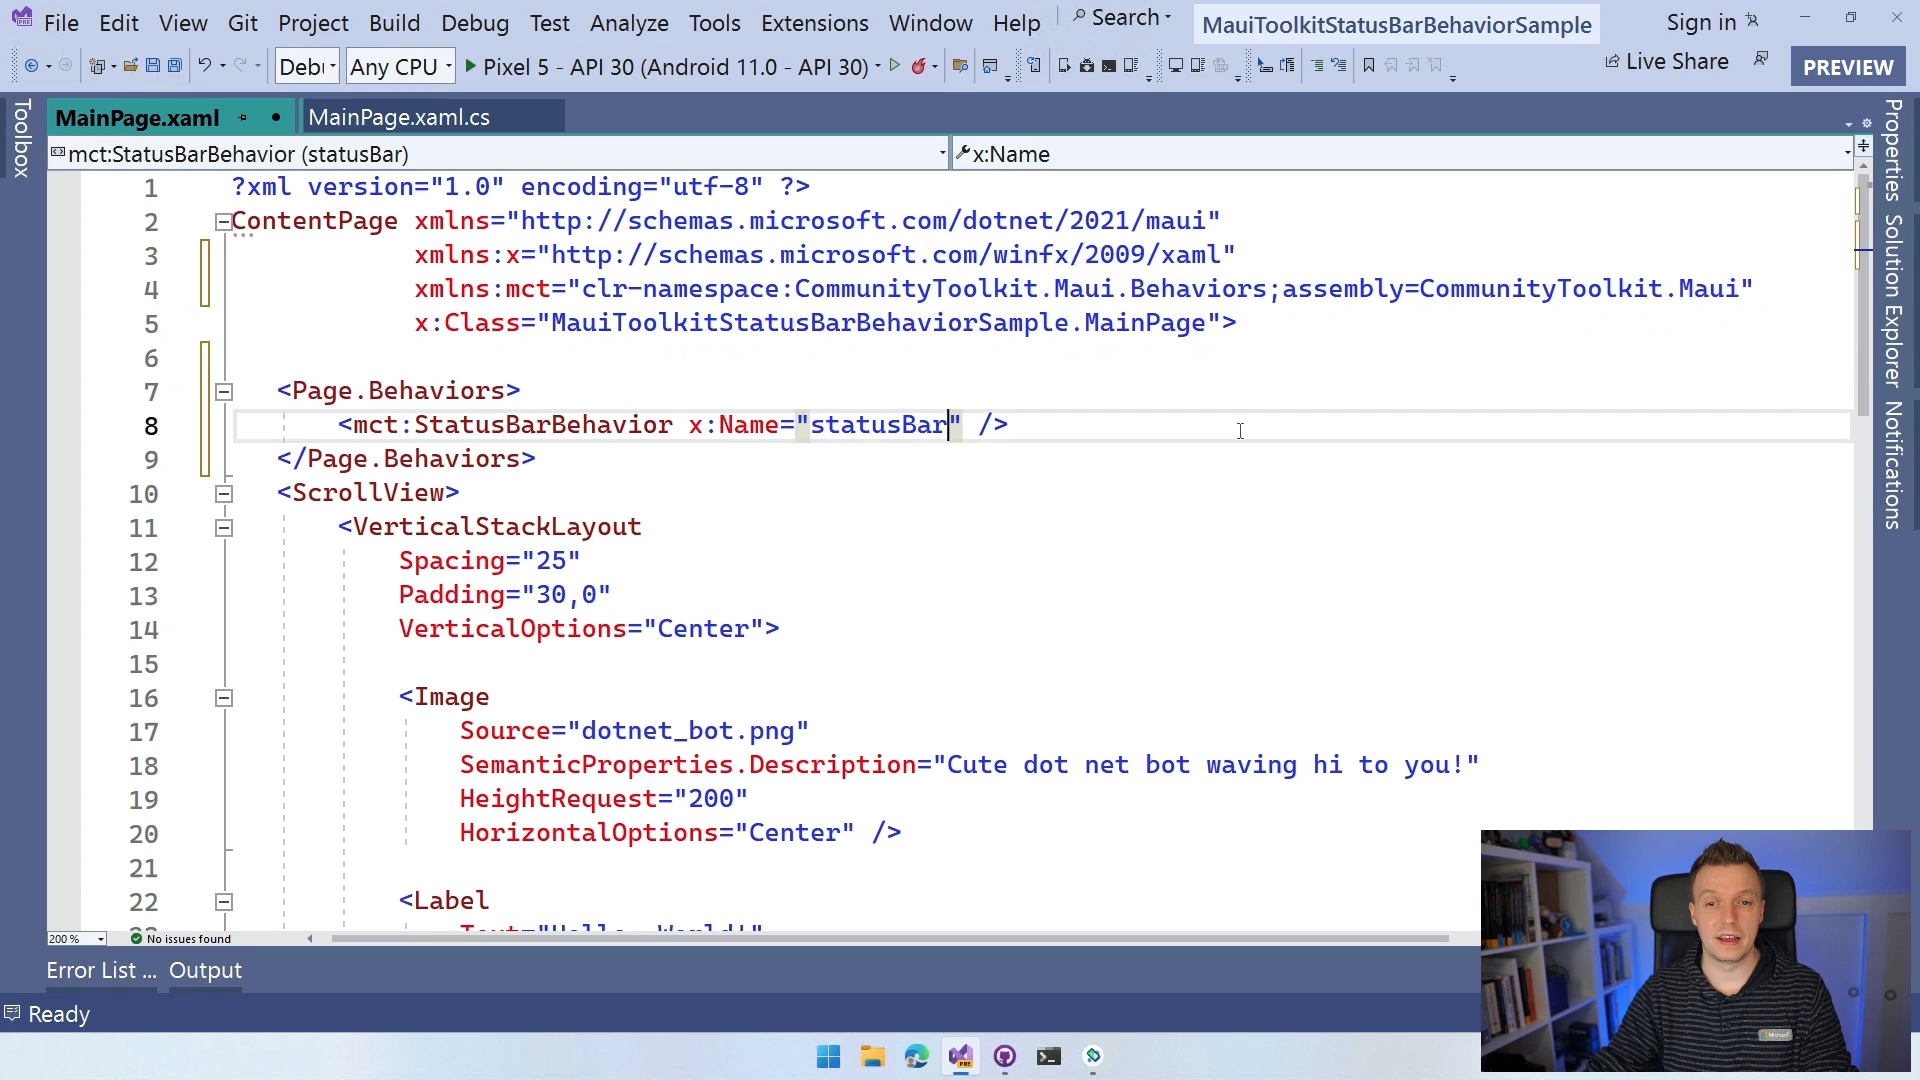 File Edit View Git Project Build Debug Test Analyze Tools Extensions Window Help Search MauiToolkitStatusBarBehaviorSample Sign in
Any CPU Pixel 5 - API 30 (Android 11.0 - API 30) Live Share PREVIEW
Toolbox
MainPage.xaml MainPage.xaml.cs
mct:StatusBarBehavior (statusBar) x:Name
1 ?xml version="1.0" encoding="utf-8" ?>
2 ContentPage xmlns="http://schemas.microsoft.com/dotnet/2021/maui"
3 xmlns:x="http://schemas.microsoft.com/winfx/2009/xaml"
4 xmlns:mct="clr-namespace:CommunityToolkit.Maui.Behaviors;assembly=CommunityToolkit.Maui"
5 x:Class="MauiToolkitStatusBarBehaviorSample.MainPage">
6
7 <Page.Behaviors>
8 <mct:StatusBarBehavior x:Name="statusBar" />
9 </Page.Behaviors>
10 <ScrollView>
11 <VerticalStackLayout
12 Spacing="25"
13 Padding="30,0"
14 VerticalOptions="Center">
15
16 <Image
17 Source="dotnet_bot.png"
18 SemanticProperties.Description="Cute dot net bot waving hi to you!"
19 HeightRequest="200"
20 HorizontalOptions="Center" />
21
22 <Label
Properties
Solution Explorer
Notifications
200 % No issues found
Error List ... Output
Ready
PRE
Microsoft